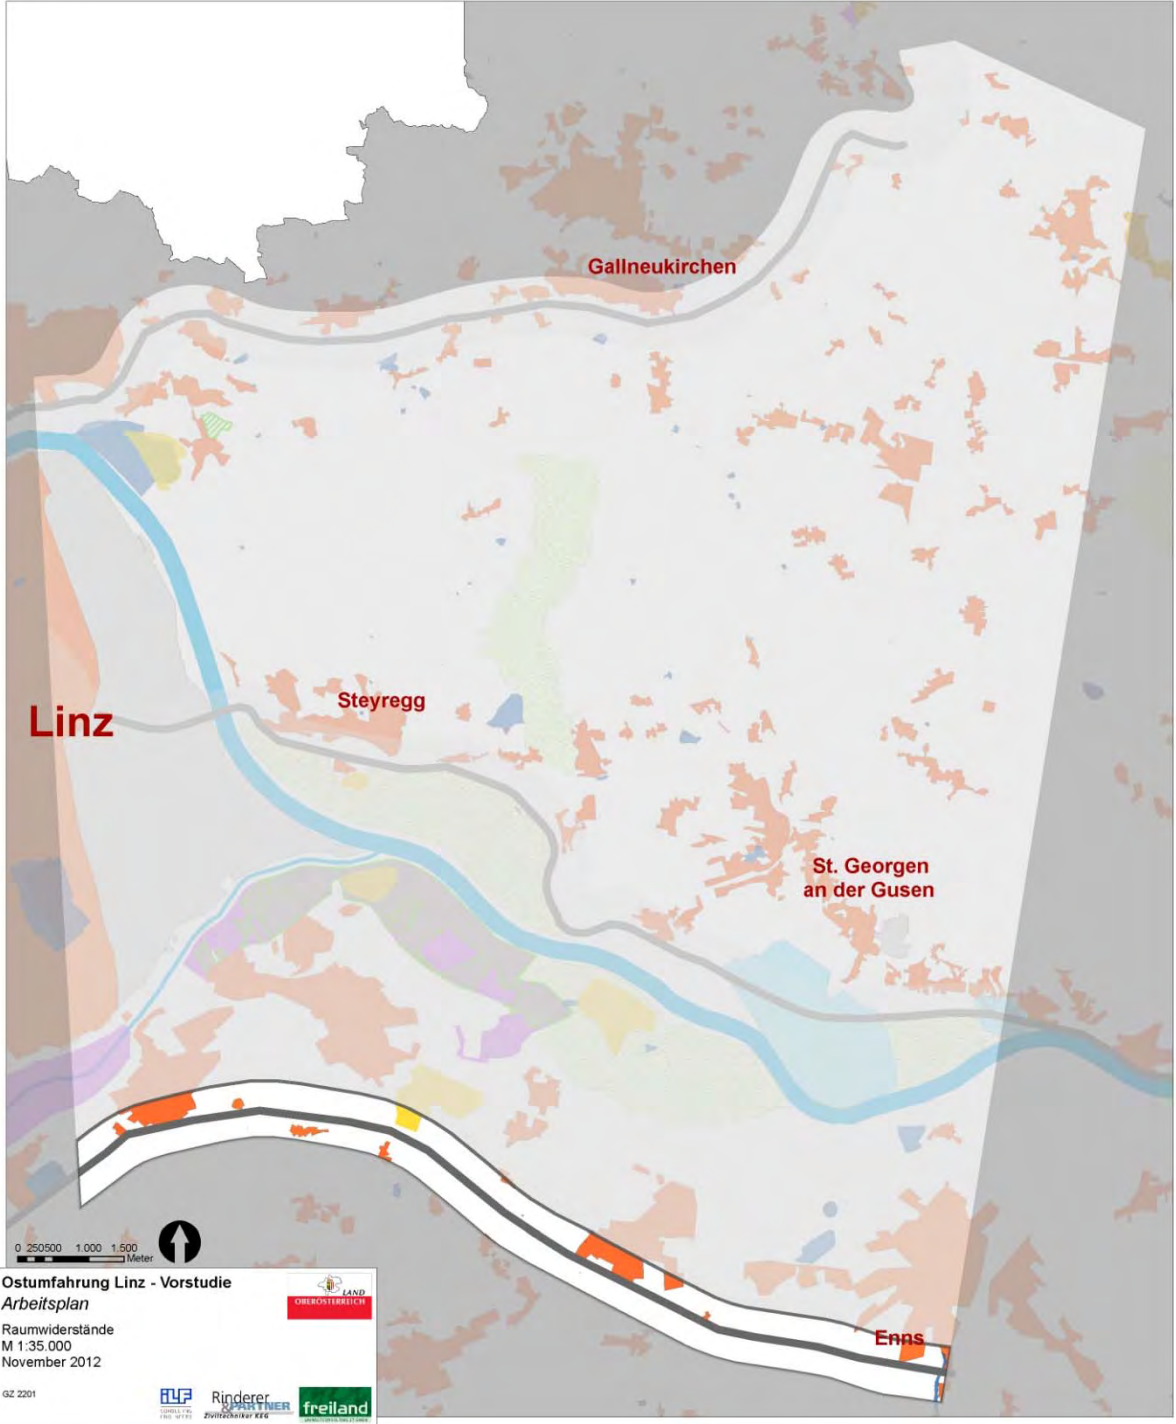 Gallneukirchen
Steyregg
Linz
St. Georgen
an der Gusen
Enns
0 250500 1.000 1.500
Meter
Ostumfahrung Linz - Vorstudie
Arbeitsplan
Raumwiderstände
M 1:35.000
November 2012
GZ 2201
LAND
OBERÖSTERREICH
iLF
Rinderer
&PARTNER
Ziviltechniker KEG
freiland